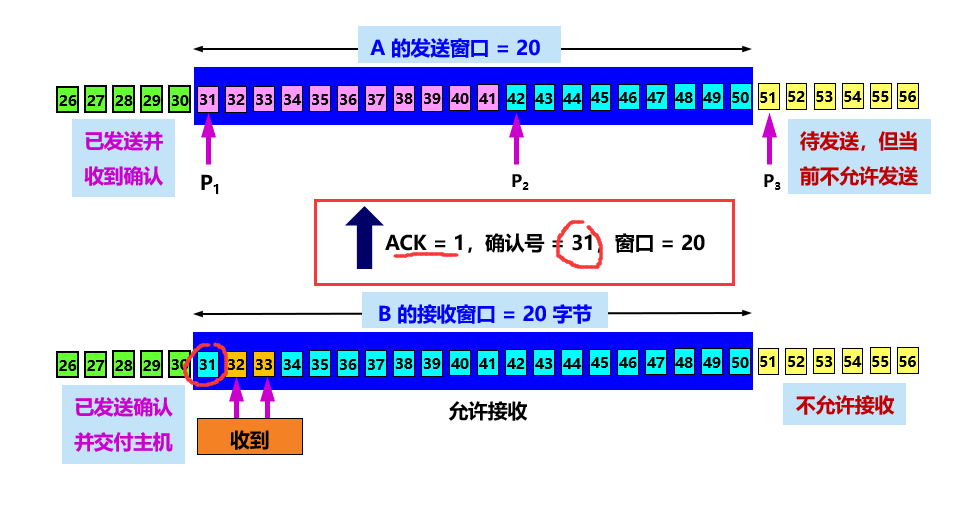 A 的发送窗口 = 20
26 27 28 29 30 31 32 33 34 35 36 37 38 39 40 41 42 43 44 45 46 47 48 49 50 51 52 53 54 55 56
已发送并
收到确认
P1
P2
P3
待发送，但当
前不允许发送
ACK = 1，确认号 = 31，窗口 = 20
B 的接收窗口 = 20 字节
26 27 28 29 30 31 32 33 34 35 36 37 38 39 40 41 42 43 44 45 46 47 48 49 50 51 52 53 54 55 56
已发送确认
并交付主机
收到
允许接收
不允许接收